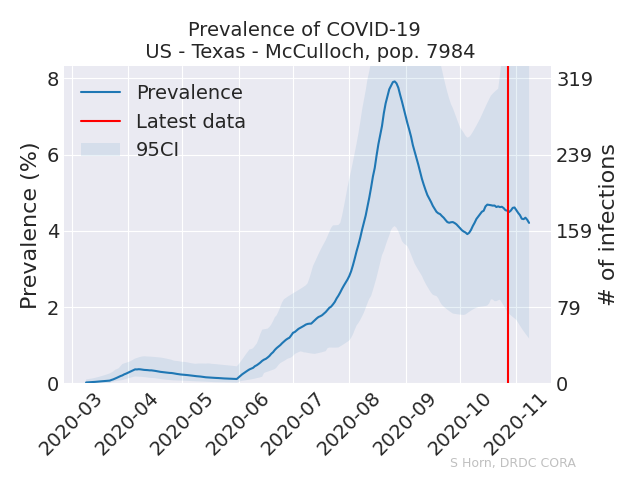 Prevalence of COVID-19
US - Texas - McCulloch, pop. 7984
Prevalence
Latest data
95CI
Prevalence (%)
8
6
4
2
0
319
239
159
79
0
# of infections
2020-03
2020-04
2020-05
2020-06
2020-07
2020-08
2020-09
2020-10
2020-11
S Horn, DRDC CORA